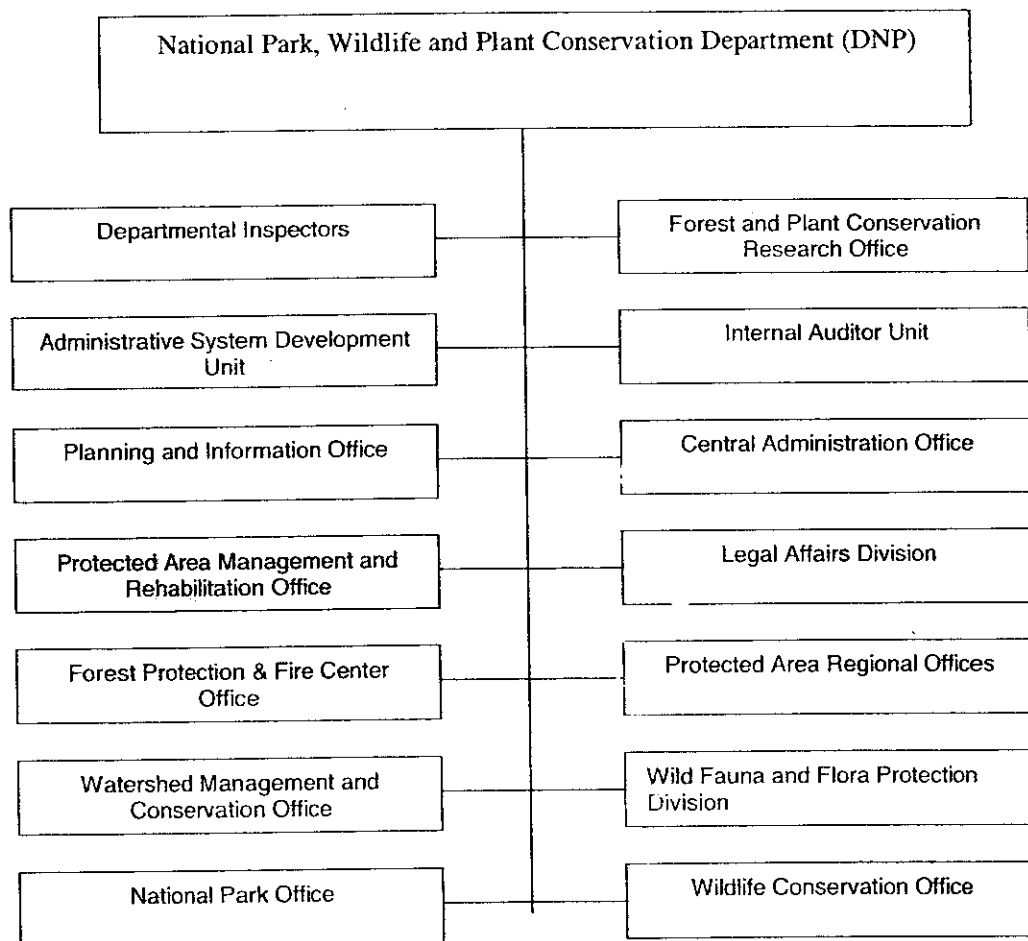 National Park, Wildlife and Plant Conservation Department (DNP)
Departmental Inspectors
Forest and Plant Conservation
Research Office
Administrative System Development
Unit
Internal Auditor Unit
Planning and Information Office
Central Administration Office
Protected Area Management and
Rehabilitation Office
Legal Affairs Division
Forest Protection & Fire Center
Office
Protected Area Regional Offices
Watershed Management and
Conservation Office
Wild Fauna and Flora Protection
Division
National Park Office
Wildlife Conservation Office